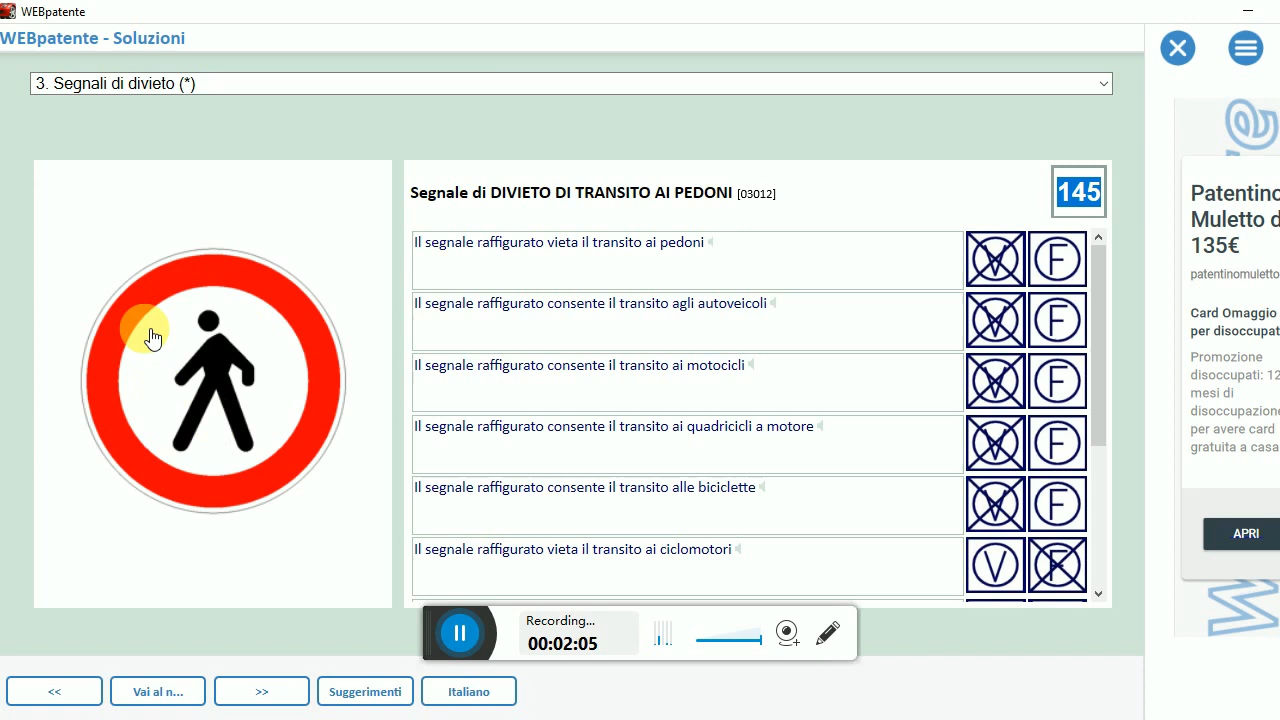 WEBpatente
WEBpatente - Soluzioni
3. Segnali di divieto (*)
Segnale di DIVIETO DI TRANSITO AI PEDONI [03012]
145
Il segnale raffigurato vieta il transito ai pedoni
V F
Il segnale raffigurato consente il transito agli autoveicoli
V F
Il segnale raffigurato consente il transito ai motocicli
V F
Il segnale raffigurato consente il transito ai quadricicli a motore
V F
Il segnale raffigurato consente il transito alle biciclette
V F
Il segnale raffigurato vieta il transito ai ciclomotori
V F
Recording...
00:02:05
<<
Vai al n...
>>
Suggerimenti
Italiano
Patentino
Muletto d
135€
patentinomuletto
Card Omaggio
per disoccupat
Promozione
disoccupati: 12
mesi di
disoccupazione
per avere card
gratuita a casa
APRI